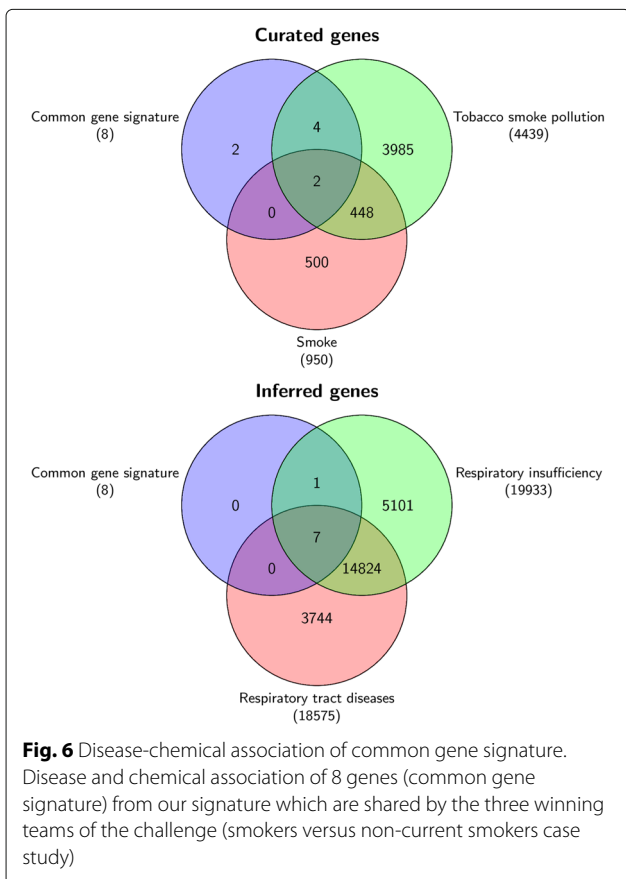 Curated genes
Common gene signature
(8)
Tobacco smoke pollution
(4439)
4
2
3985
2
0
448
500
Smoke
(950)
Inferred genes
Common gene signature
(8)
Respiratory insufficiency
(19933)
1
0
5101
7
0
14824
3744
Respiratory tract diseases
(18575)
Fig. 6 Disease-chemical association of common gene signature.
Disease and chemical association of 8 genes (common gene
signature) from our signature which are shared by the three winning
teams of the challenge (smokers versus non-current smokers case
study)